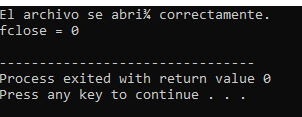 El archivo se abri¾ correctamente.
fclose = 0
--------------------------------
Process exited with return value 0
Press any key to continue . . .